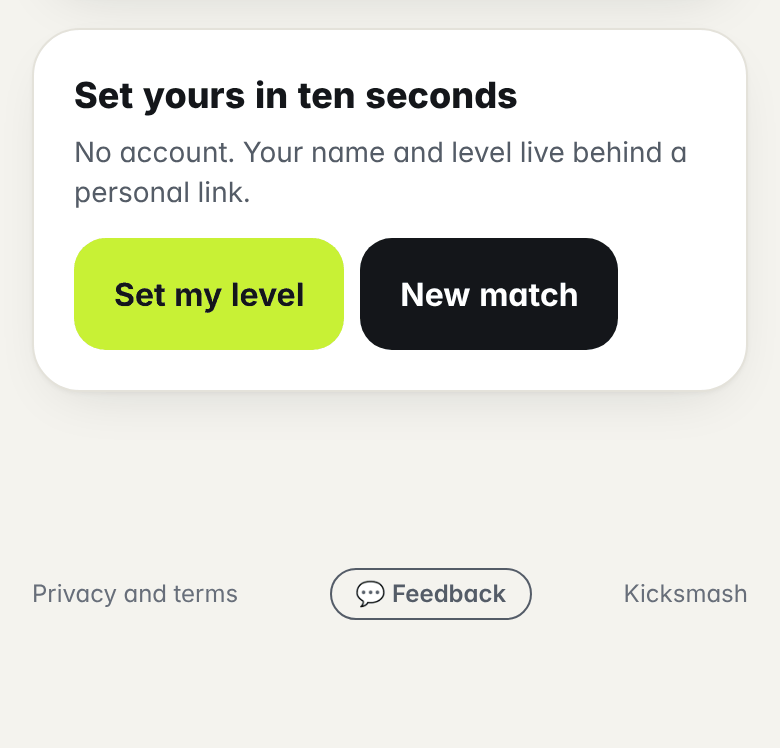 Set yours in ten seconds
No account. Your name and level live behind a
personal link.
Set my level
New match
Privacy and terms
💬 Feedback
Kicksmash